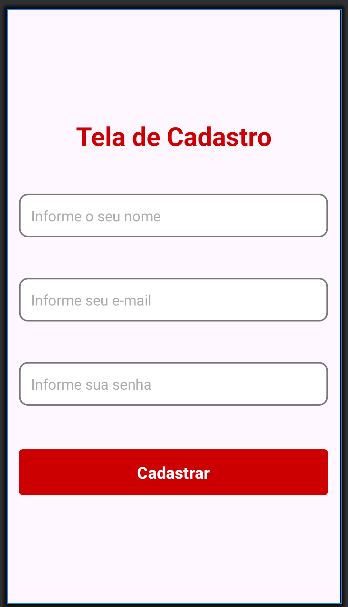 Tela de Cadastro
Informe o seu nome
Informe seu e-mail
Informe sua senha
Cadastrar